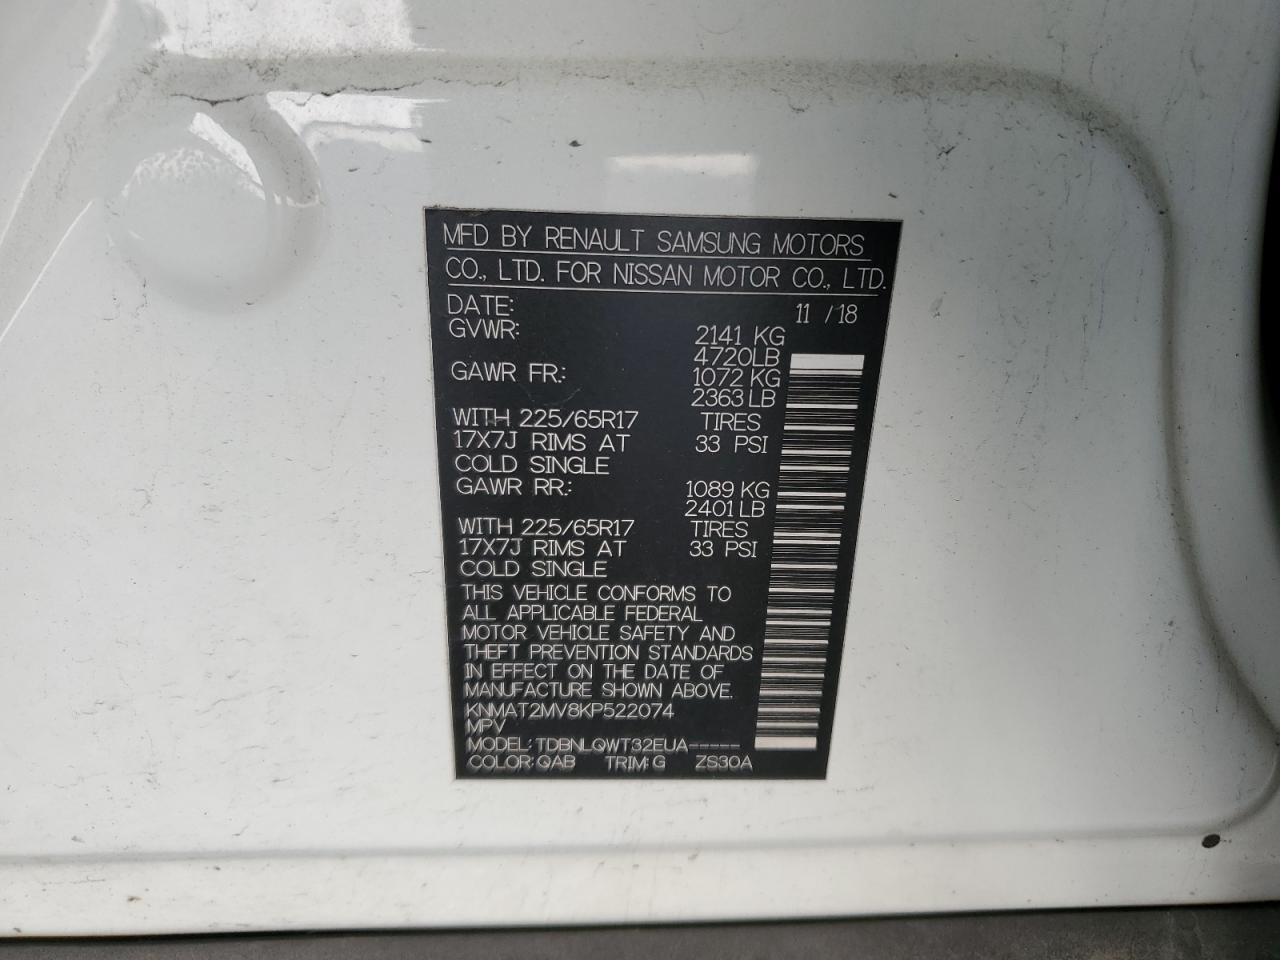 MFD BY RENAULT SAMSUNG MOTORS
CO., LTD. FOR NISSAN MOTOR CO., LTD.
DATE: 11 /18
GVWR: 2141 KG
4720LB
GAWR FR.: 1072 KG
2363 LB
WITH 225/65R17 TIRES
17X7J RIMS AT 33 PSI
COLD SINGLE
GAWR RR.: 1089 KG
2401 LB
WITH 225/65R17 TIRES
17X7J RIMS AT 33 PSI
COLD SINGLE
THIS VEHICLE CONFORMS TO
ALL APPLICABLE FEDERAL
MOTOR VEHICLE SAFETY AND
THEFT PREVENTION STANDARDS
IN EFFECT ON THE DATE OF
MANUFACTURE SHOWN ABOVE.
KNMAT2MV8KP522074
MPV
MODEL: TDBNLQWT32EUA-----
COLOR: QAB TRIM: G ZS30A